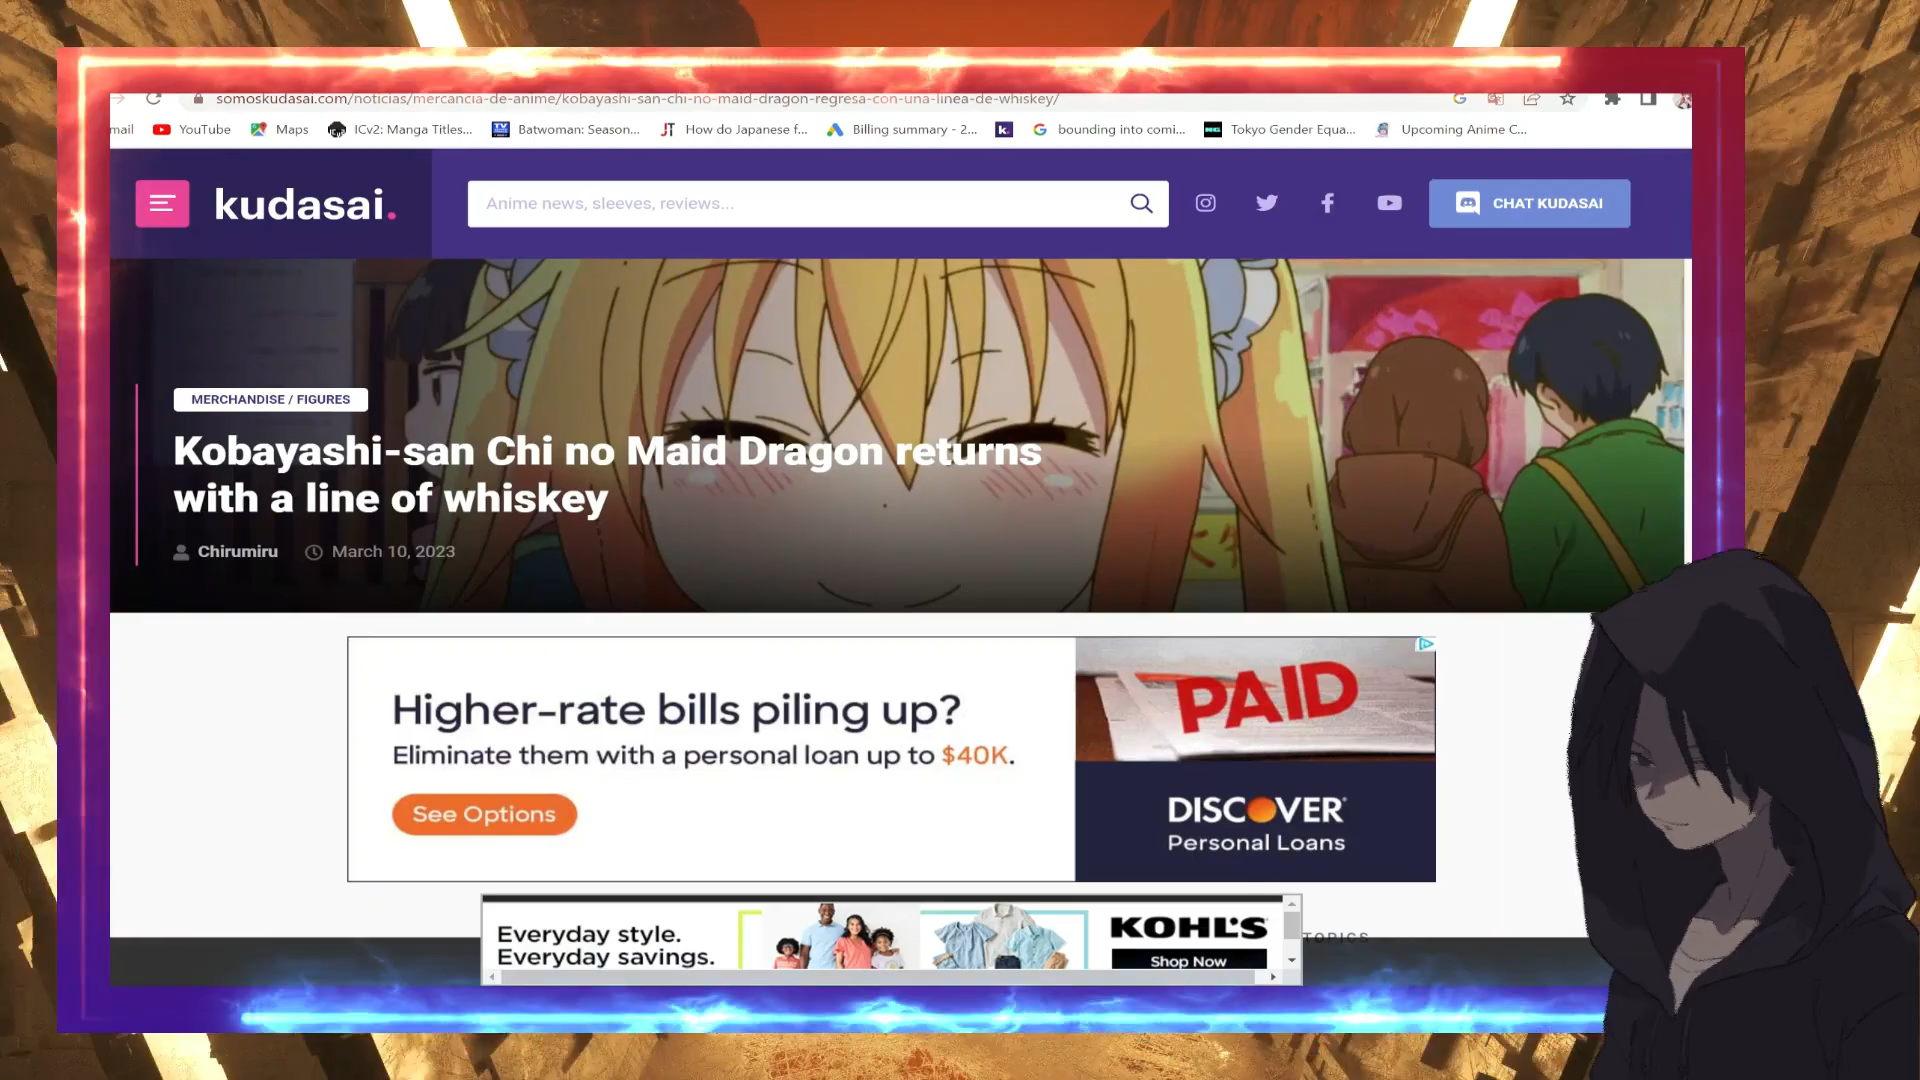 somoskudasai.com/noticias/mercancia-de-anime/kobayashi-san-chi-no-maid-dragon-regresa-con-una-linea-de-whiskey/
mail YouTube Maps ICv2: Manga Titles... Batwoman: Season... How do Japanese f... Billing summary - 2... k. bounding into comi... Tokyo Gender Equa... Upcoming Anime C...
kudasai.
Anime news, sleeves, reviews...
CHAT KUDASAI
MERCHANDISE / FIGURES
Kobayashi-san Chi no Maid Dragon returns
with a line of whiskey
Chirumiru March 10, 2023
Higher-rate bills piling up?
Eliminate them with a personal loan up to $40K.
See Options
PAID
DISCOVER
Personal Loans
Everyday style.
Everyday savings.
KOHL'S
Shop Now
TOPICS